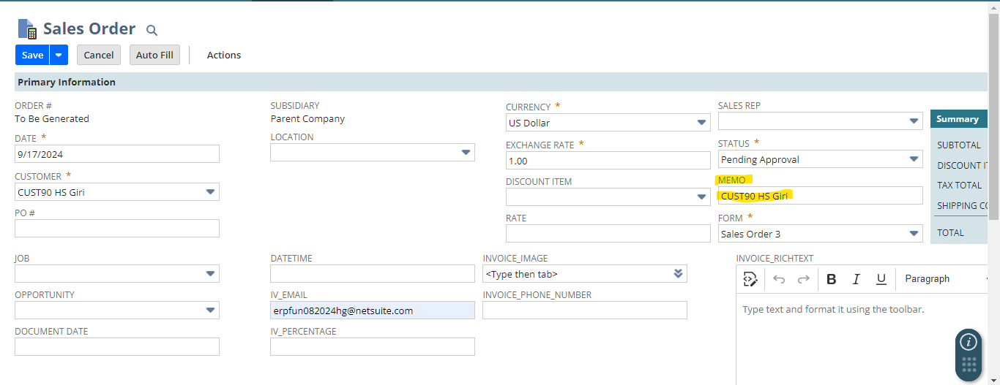 Sales Order
Save
Cancel
Auto Fill
Actions
Primary Information
ORDER #
To Be Generated
DATE *
9/17/2024
CUSTOMER *
CUST90 HS Giri
PO #
SUBSIDIARY
Parent Company
LOCATION
CURRENCY *
US Dollar
EXCHANGE RATE *
1.00
DISCOUNT ITEM
RATE
SALES REP
STATUS *
Pending Approval
MEMO
CUST90 HS Giri
FORM *
Sales Order 3
Summary
SUBTOTAL
DISCOUNT
TAX TOTAL
SHIPPING
TOTAL
JOB
OPPORTUNITY
DOCUMENT DATE
DATETIME
IV_EMAIL
erpfun082024hg@netsuite.com
IV_PERCENTAGE
INVOICE_IMAGE
<Type then tab>
INVOICE_PHONE_NUMBER
INVOICE_RICHTEXT
B I U Paragraph
Type text and format it using the toolbar.